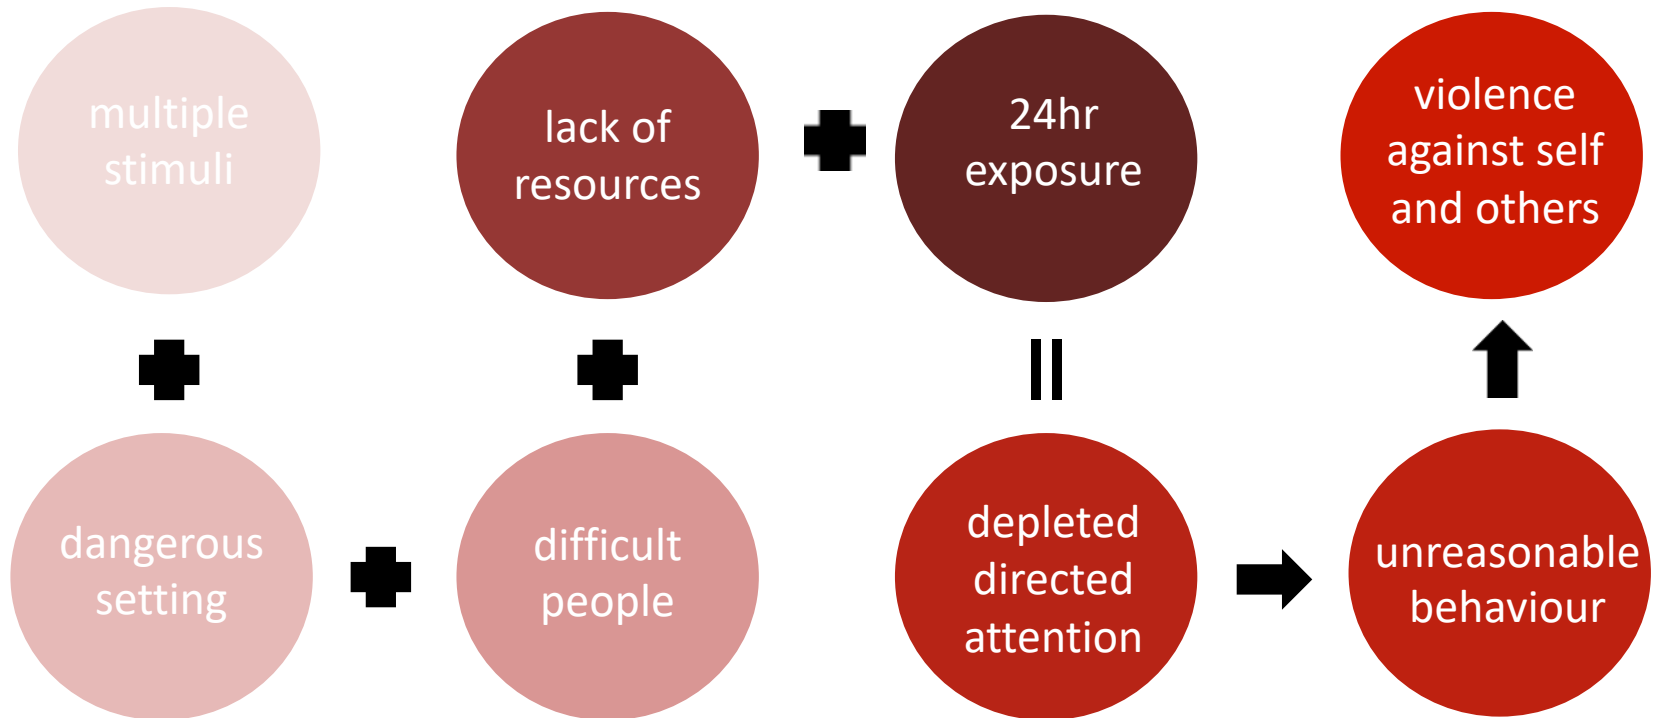 multiple
stimuli
dangerous
setting
difficult
people
lack of
resources
24hr
exposure
depleted
directed
attention
unreasonable
behaviour
violence
against self
and others